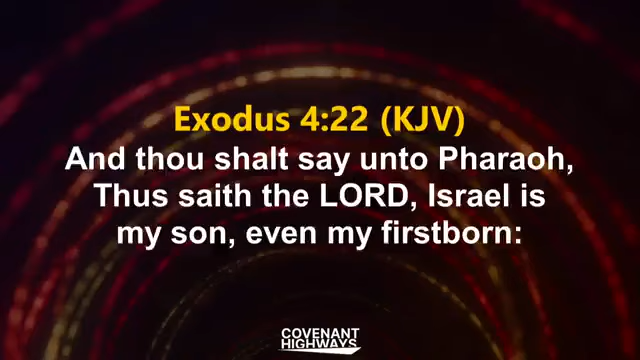 Exodus 4:22 (KJV)
And thou shalt say unto Pharaoh,
Thus saith the LORD, Israel is
my son, even my firstborn:
COVENANT
HIGHWAYS